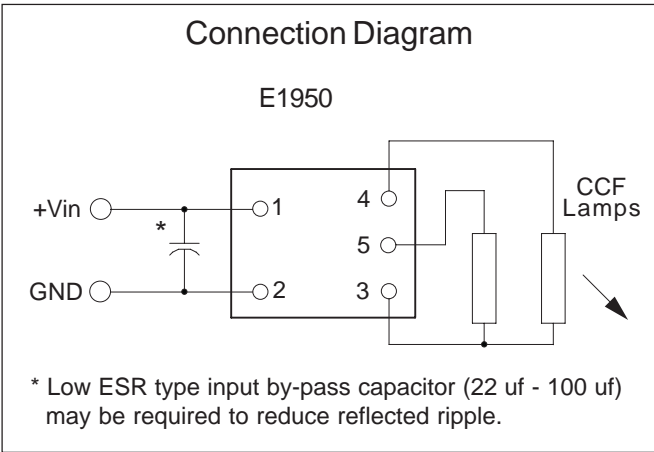 Connection Diagram
E1950
+Vin
*
1
4
CCF
Lamps
5
GND
2
3
* Low ESR type input by-pass capacitor (22 uf - 100 uf)
may be required to reduce reflected ripple.